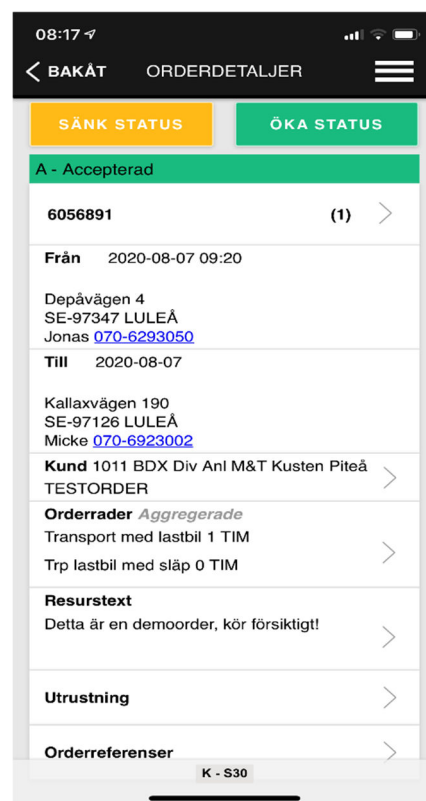 08:17
BAKÅT ORDERDETALJER
SÄNK STATUS ÖKA STATUS
A - Accepterad
6056891 (1)
Från 2020-08-07 09:20
Depåvägen 4
SE-97347 LULEÅ
Jonas 070-6293050
Till 2020-08-07
Kallaxvägen 190
SE-97126 LULEÅ
Micke 070-6923002
Kund 1011 BDX Div Anl M&T Kusten Piteå
TESTORDER
Orderrader Aggregerade
Transport med lastbil 1 TIM
Trp lastbil med släp 0 TIM
Resurstext
Detta är en demoorder, kör försiktigt!
Utrustning
Orderreferenser
K - S30